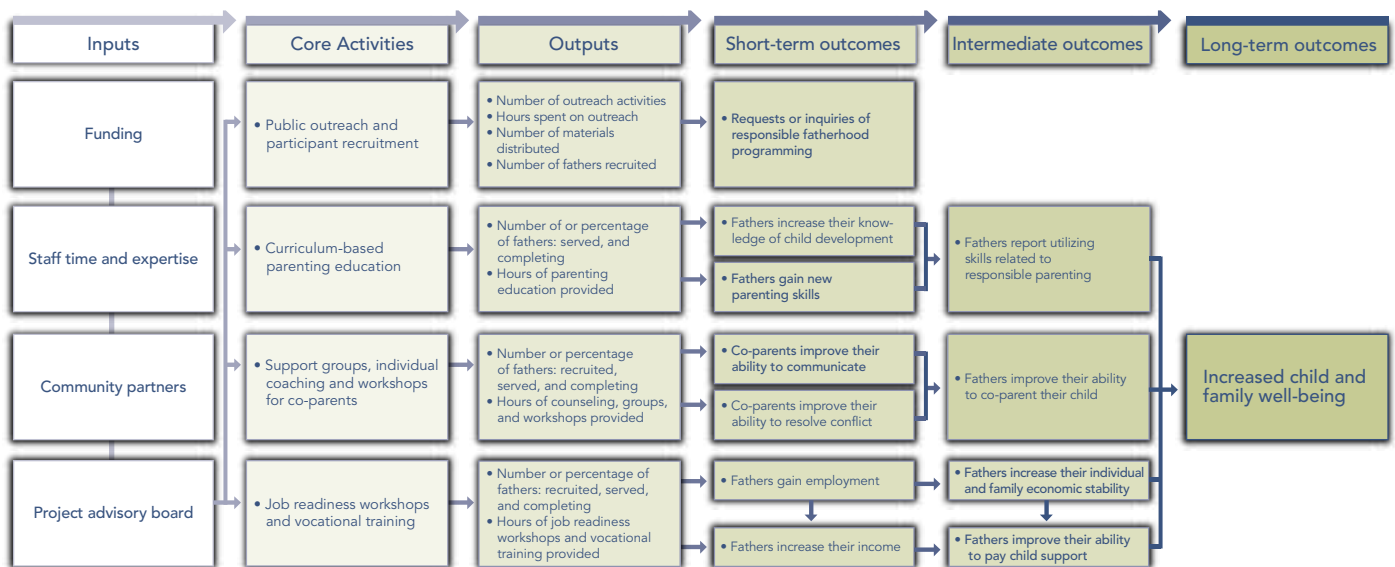 Inputs
Core Activities
Outputs
Short-term outcomes
Intermediate outcomes
Long-term outcomes
Funding
• Public outreach and
participant recruitment
• Number of outreach activities
• Hours spent on outreach
• Number of materials
distributed
• Number of fathers recruited
• Requests or inquiries of
responsible fatherhood
programming
Staff time and expertise
• Curriculum-based
parenting education
• Number of or percentage
of fathers: served, and
completing
• Hours of parenting
education provided
• Fathers increase their know-
ledge of child development
• Fathers gain new
parenting skills
• Fathers report utilizing
skills related to
responsible parenting
Community partners
• Support groups, individual
coaching and workshops
for co-parents
• Number or percentage
of fathers: recruited,
served, and completing
• Hours of counseling, groups,
and workshops provided
• Co-parents improve their
ability to communicate
• Co-parents improve their
ability to resolve conflict
• Fathers improve their ability
to co-parent their child
Increased child and
family well-being
Project advisory board
• Job readiness workshops
and vocational training
• Number or percentage of
fathers: recruited, served,
and completing
• Hours of job readiness
workshops and vocational
training provided
• Fathers gain employment
• Fathers increase their income
• Fathers increase their individual
and family economic stability
• Fathers improve their ability
to pay child support